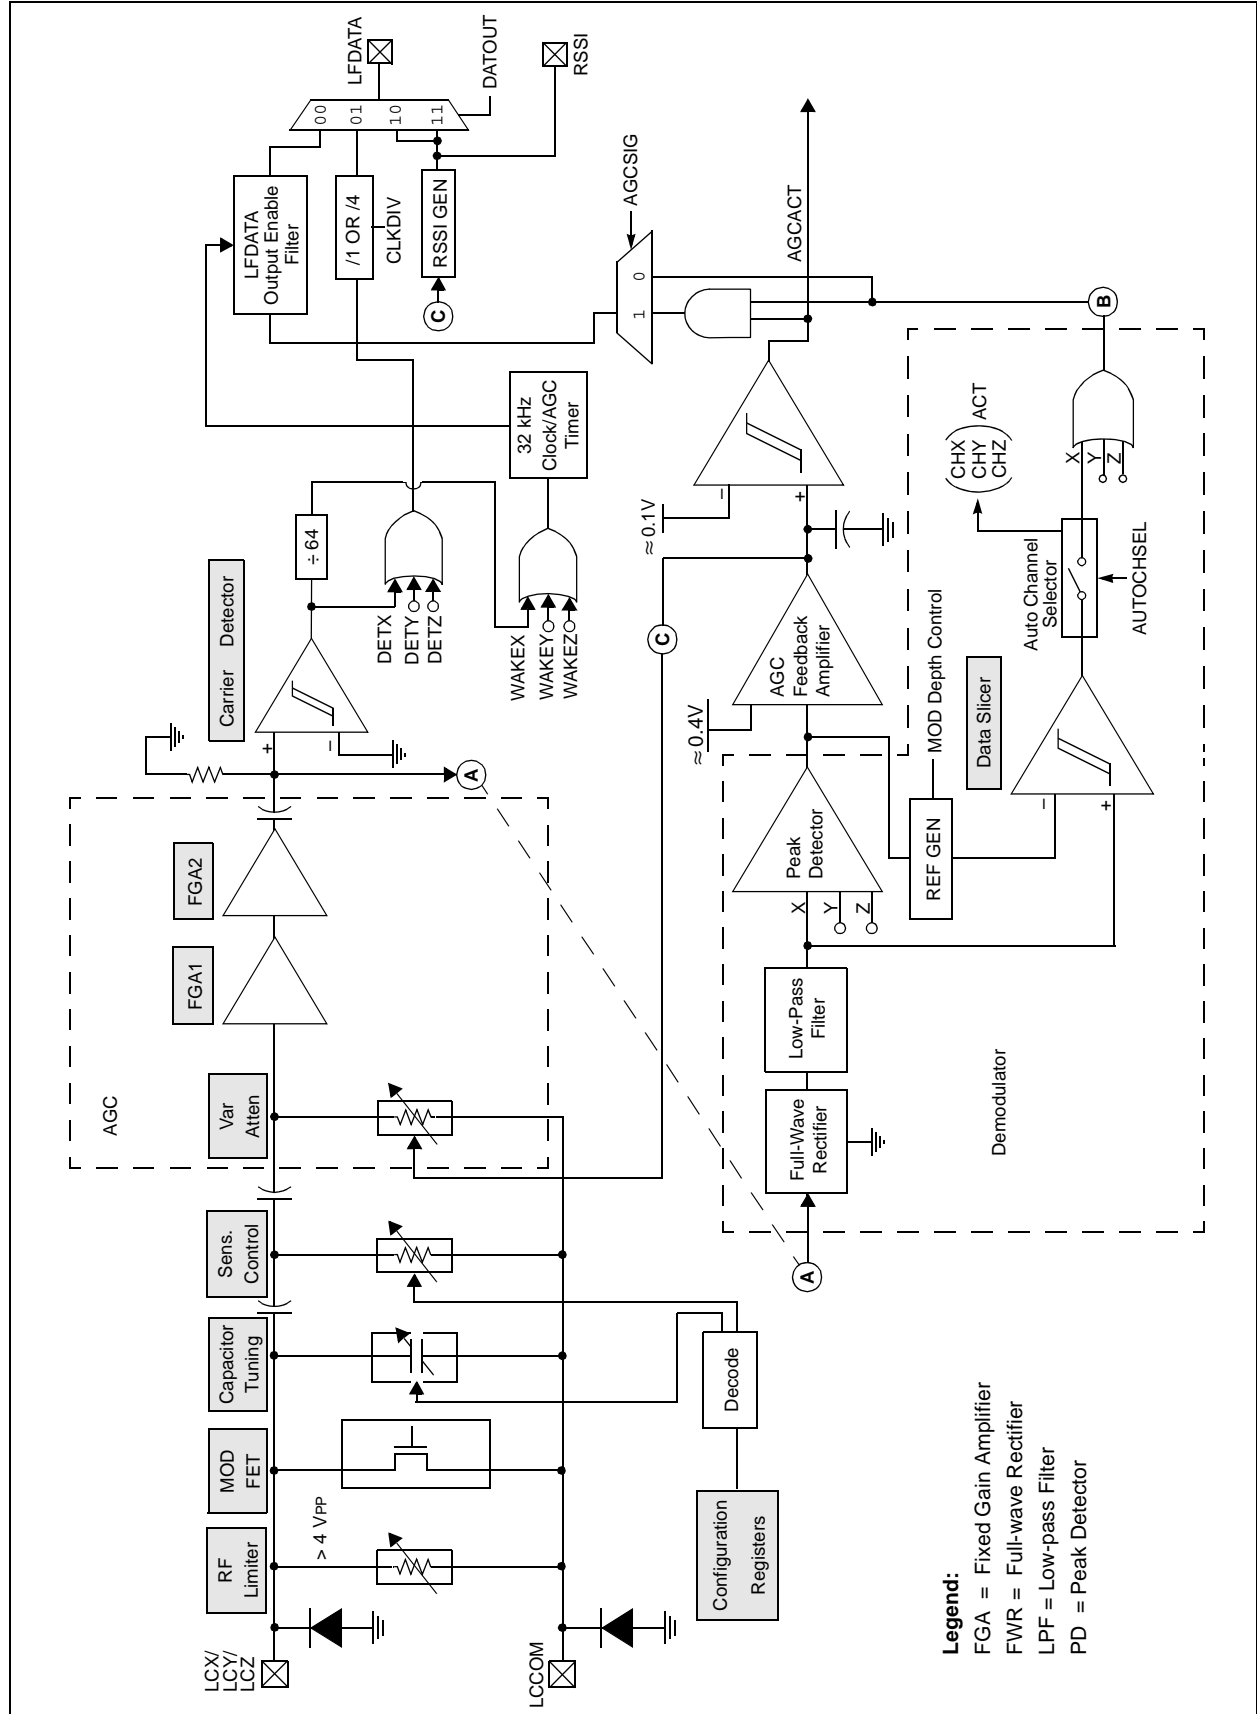 LCX/
LCY/
LCZ
RF
Limiter
> 4 VPP
MOD
FET
Capacitor
Tuning
Sens.
Control
AGC
Var
Atten
FGA1
FGA2
A
Carrier Detector
+
–
÷ 64
DETX
DETY
DETZ
WAKEX
WAKEY
WAKEZ
32 kHz
Clock/AGC
Timer
LFDATA
Output Enable
Filter
/1 OR /4
CLKDIV
C
RSSI GEN
00
01
10
11
LFDATA
DATOUT
RSSI
LCCOM
Configuration
Registers
Decode
A
Full-Wave
Rectifier
Low-Pass
Filter
X
Y
Z
Peak
Detector
≈ 0.4V
AGC
Feedback
Amplifier
C
≈ 0.1V
–
+
1
0
AGCSIG
AGCACT
Demodulator
REF GEN
MOD Depth Control
Data Slicer
–
+
Auto Channel
Selector
AUTOCHSEL
CHX
CHY
CHZ
ACT
X
Y
Z
B
Legend:
FGA = Fixed Gain Amplifier
FWR = Full-wave Rectifier
LPF = Low-pass Filter
PD = Peak Detector